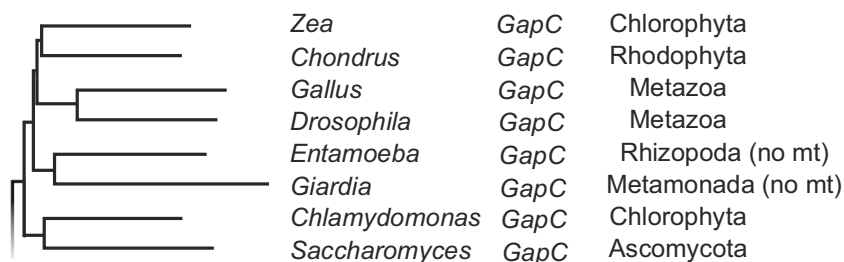 Zea GapC Chlorophyta
Chondrus GapC Rhodophyta
Gallus GapC Metazoa
Drosophila GapC Metazoa
Entamoeba GapC Rhizopoda (no mt)
Giardia GapC Metamonada (no mt)
Chlamydomonas GapC Chlorophyta
Saccharomyces GapC Ascomycota